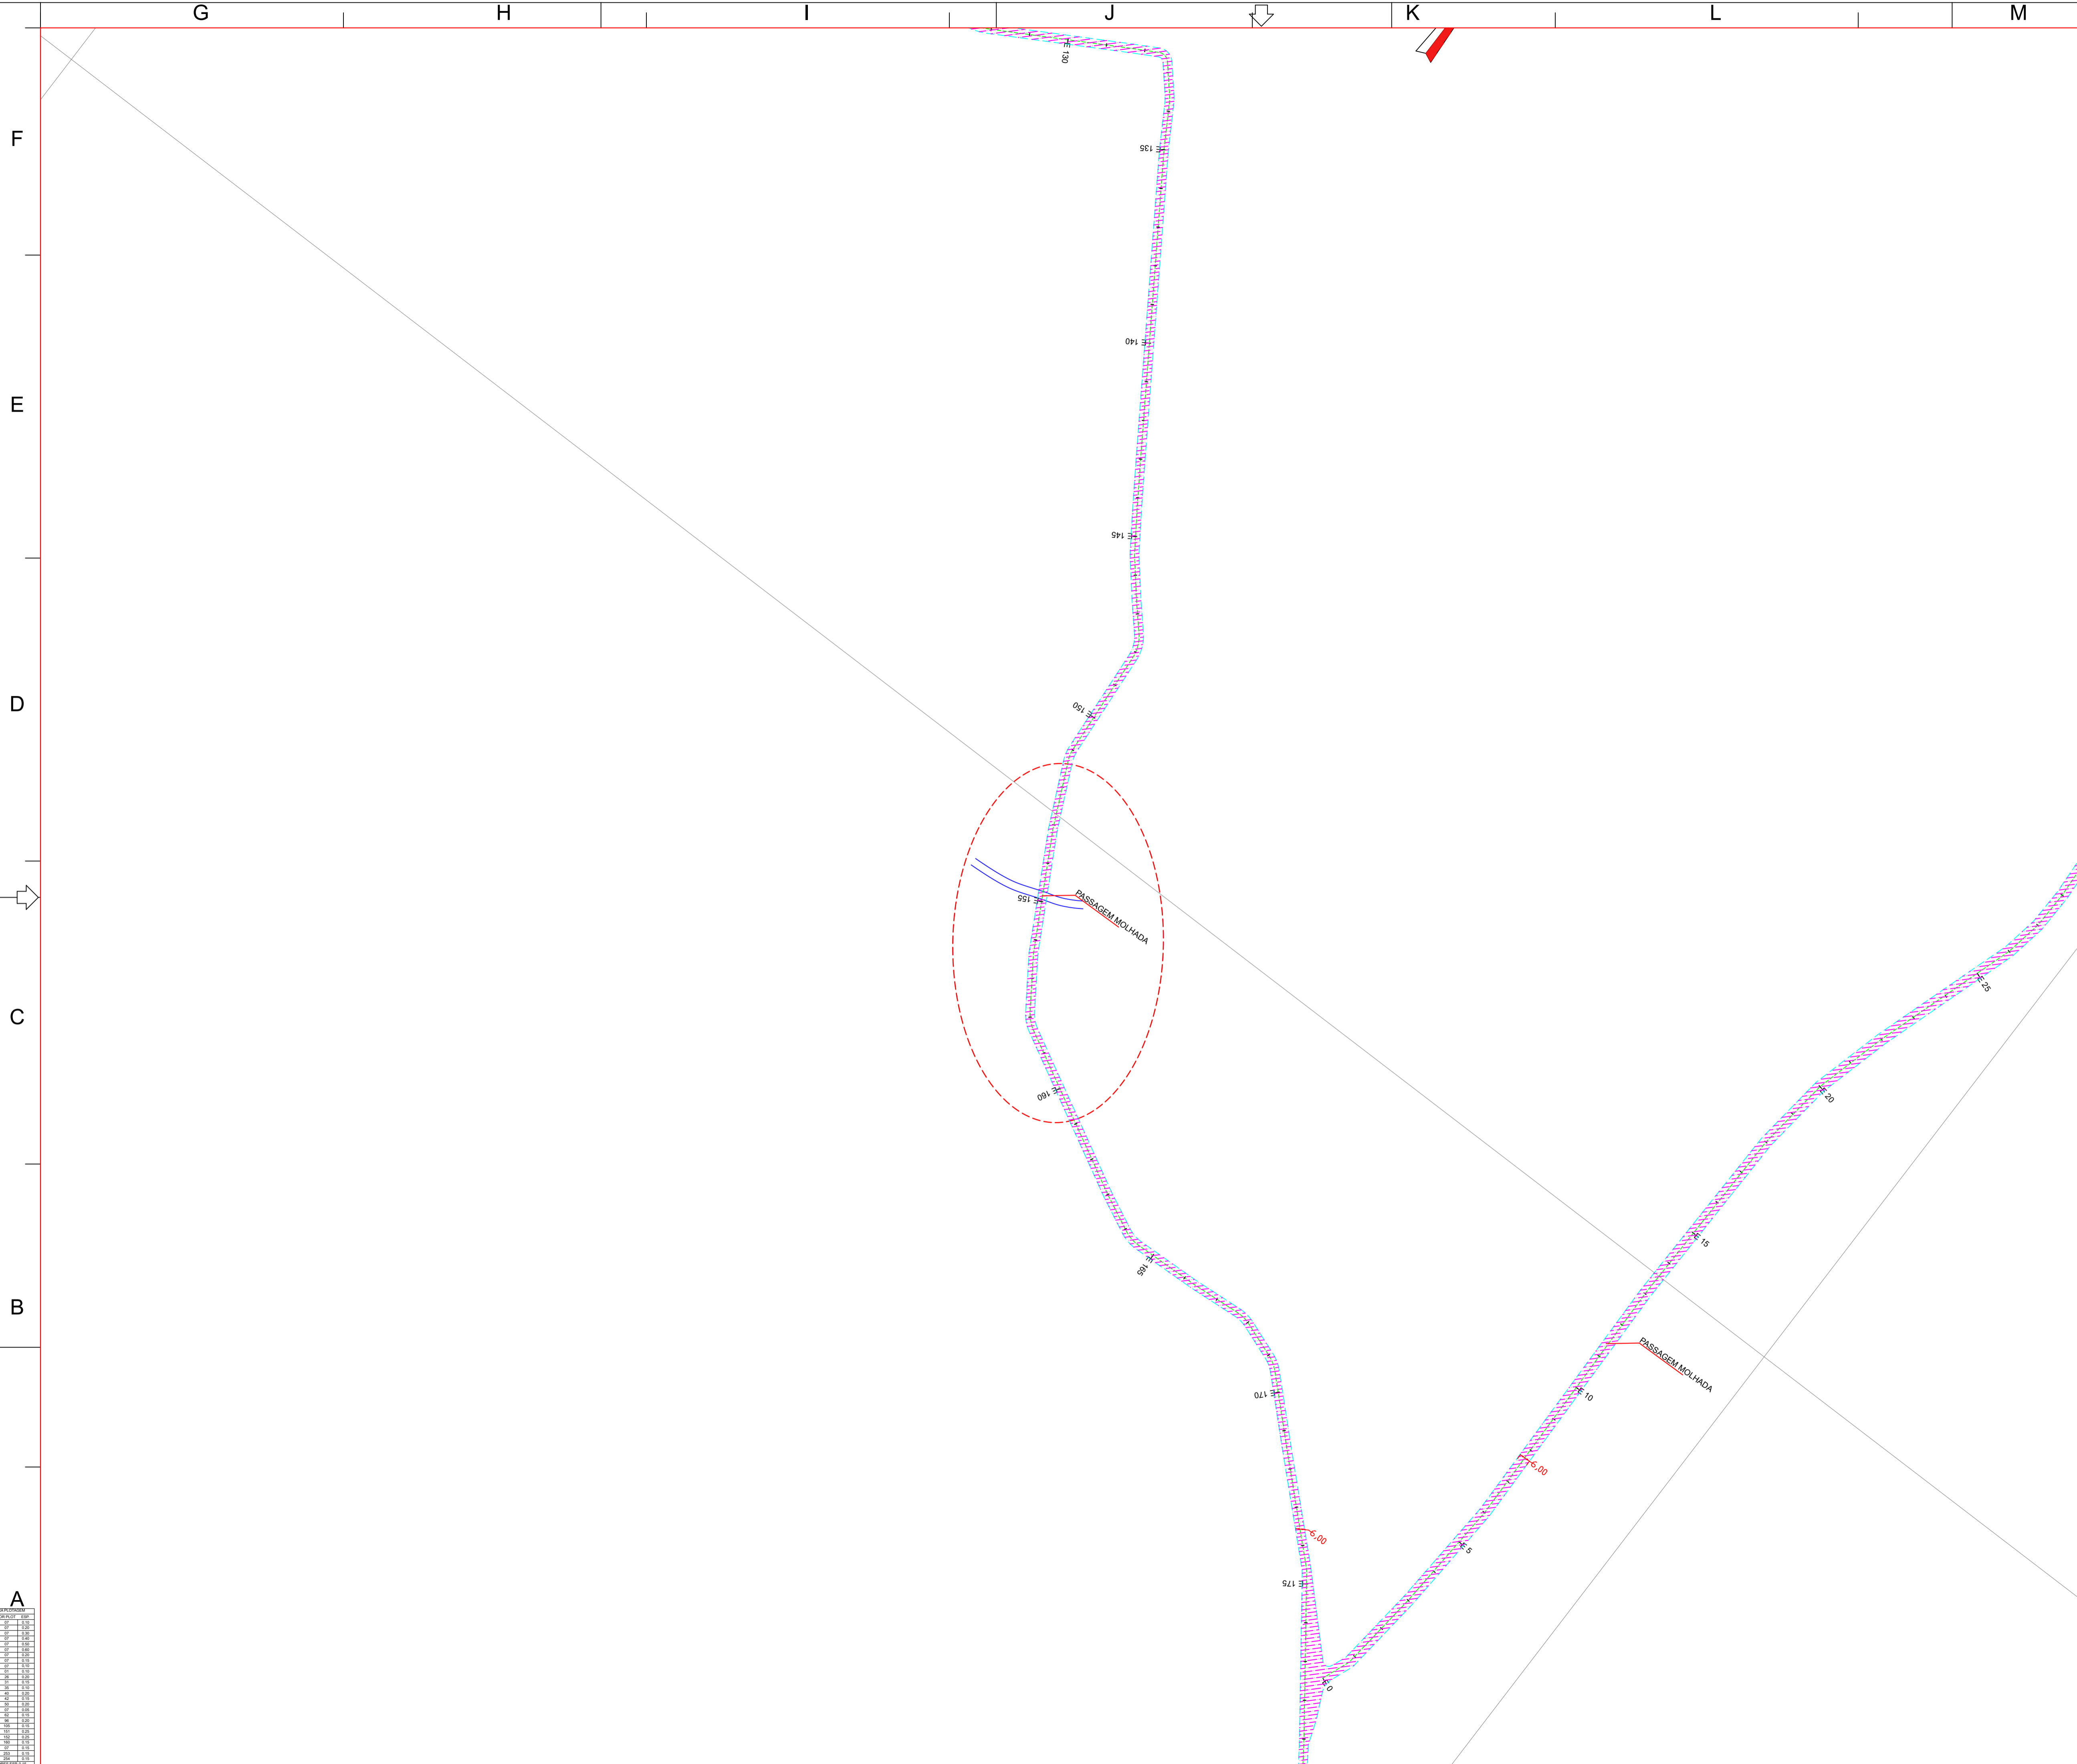 G
H
I
J
K
L
M
F
E
D
C
B
A
E 130
E 135
E 140
E 145
E 150
E 155
PASSAGEM MOLHADA
E 160
E 165
E 170
6,00
E 175
E 25
E 20
E 15
PASSAGEM MOLHADA
E 10
6,00
E 5
E 0